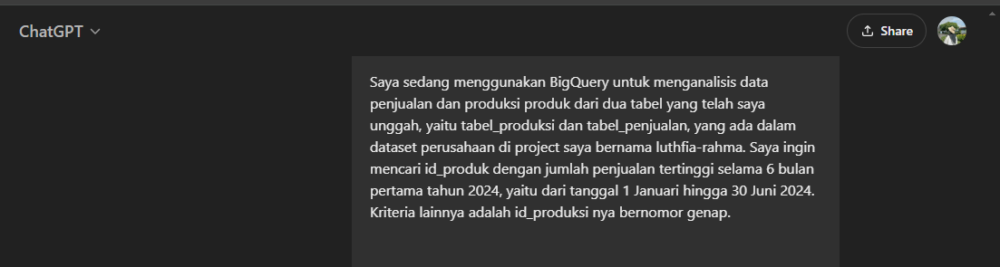 ChatGPT
Share
Saya sedang menggunakan BigQuery untuk menganalisis data
penjualan dan produksi produk dari dua tabel yang telah saya
unggah, yaitu tabel_produksi dan tabel_penjualan, yang ada dalam
dataset perusahaan di project saya bernama luthfia-rahma. Saya ingin
mencari id_produk dengan jumlah penjualan tertinggi selama 6 bulan
pertama tahun 2024, yaitu dari tanggal 1 Januari hingga 30 Juni 2024.
Kriteria lainnya adalah id_produksi nya bernomor genap.